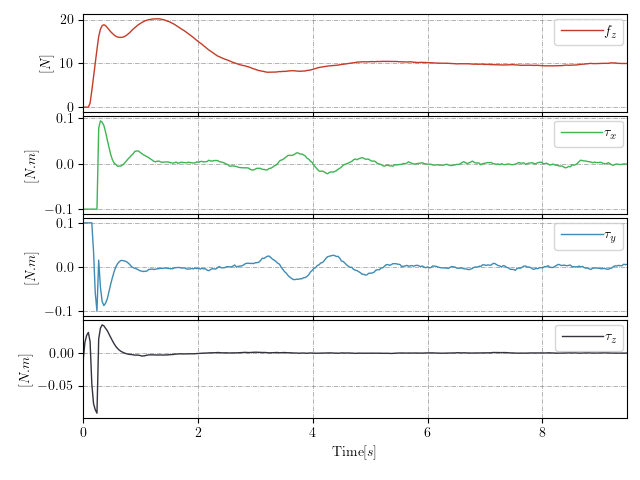 20
10
0
[N]
f_z
0.1
0.0
−0.1
[N.m]
τ_x
0.1
0.0
−0.1
[N.m]
τ_y
0.00
−0.05
[N.m]
τ_z
0 2 4 6 8
Time[s]